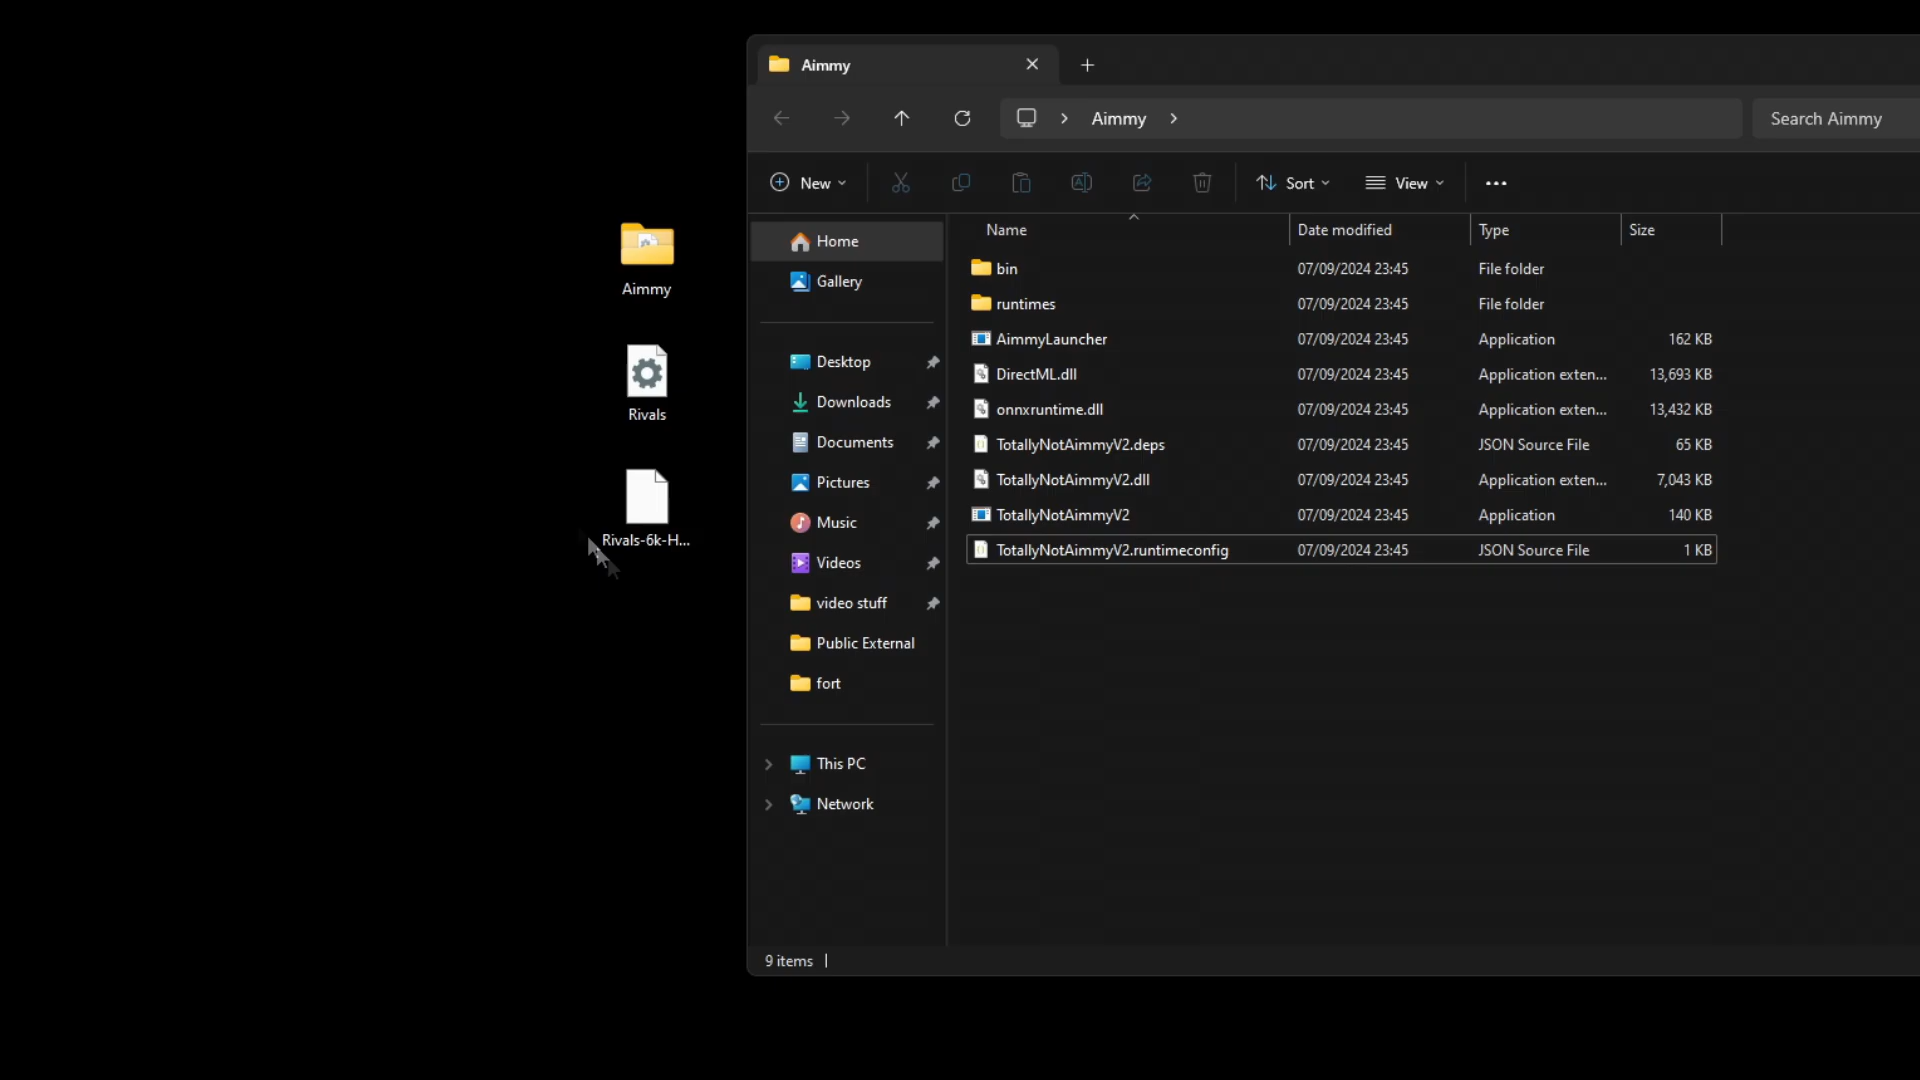 Aimmy
Aimmy
Search Aimmy
New
Sort
View
Name Date modified Type Size
Home
Gallery
Desktop
Downloads
Documents
Pictures
Music
Videos
video stuff
Public External
fort
This PC
Network
bin 07/09/2024 23:45 File folder
runtimes 07/09/2024 23:45 File folder
AimmyLauncher 07/09/2024 23:45 Application 162 KB
DirectML.dll 07/09/2024 23:45 Application exten... 13,693 KB
onnxruntime.dll 07/09/2024 23:45 Application exten... 13,432 KB
TotallyNotAimmyV2.deps 07/09/2024 23:45 JSON Source File 65 KB
TotallyNotAimmyV2.dll 07/09/2024 23:45 Application exten... 7,043 KB
TotallyNotAimmyV2 07/09/2024 23:45 Application 140 KB
TotallyNotAimmyV2.runtimeconfig 07/09/2024 23:45 JSON Source File 1 KB
9 items
Aimmy
Rivals
Rivals-6k-H...